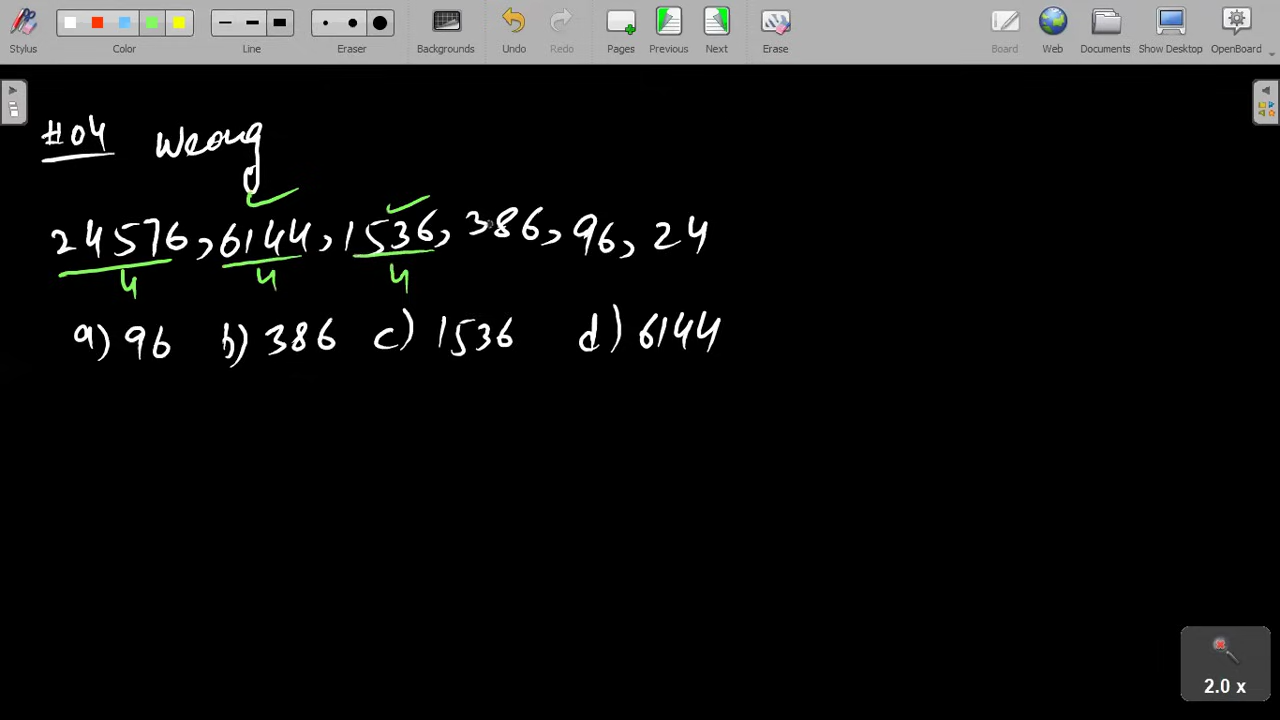 Stylus Color Line Eraser Backgrounds Undo Redo Pages Previous Next Erase Board Web Documents Show Desktop OpenBoard
#04 Wrong
24576, 6144, 1536, 386, 96, 24
4 4 4
a) 96 b) 386 c) 1536 d) 6144
2.0 x